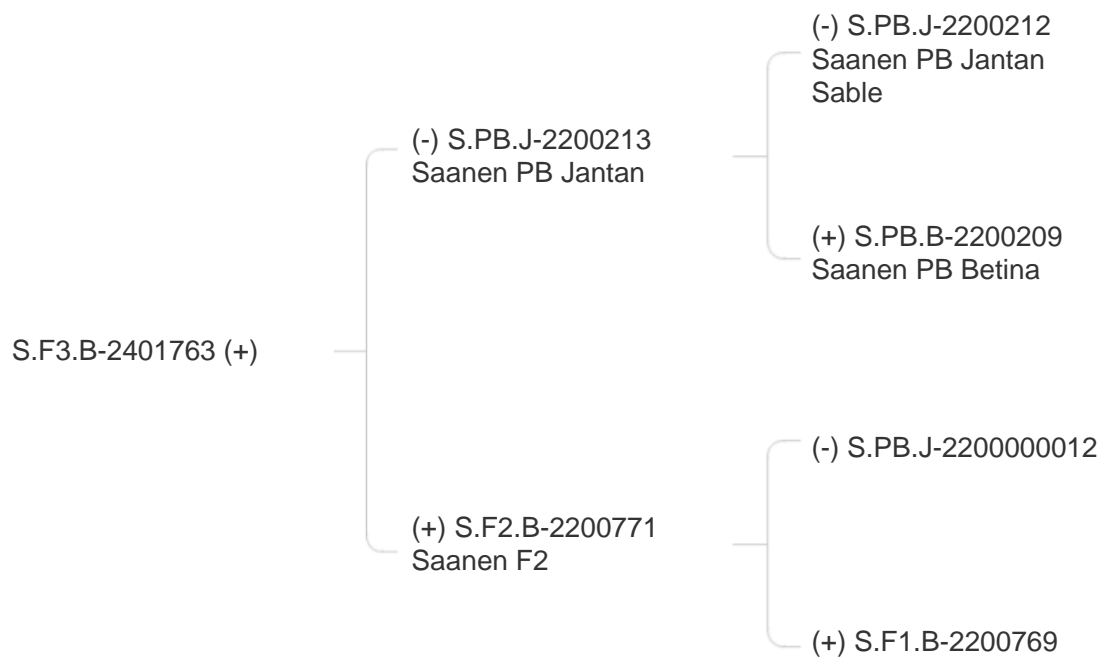 (-) S.PB.J-2200212
Saanen PB Jantan
Sable
(-) S.PB.J-2200213
Saanen PB Jantan
(+) S.PB.B-2200209
Saanen PB Betina
S.F3.B-2401763 (+)
(-) S.PB.J-2200000012
(+) S.F2.B-2200771
Saanen F2
(+) S.F1.B-2200769